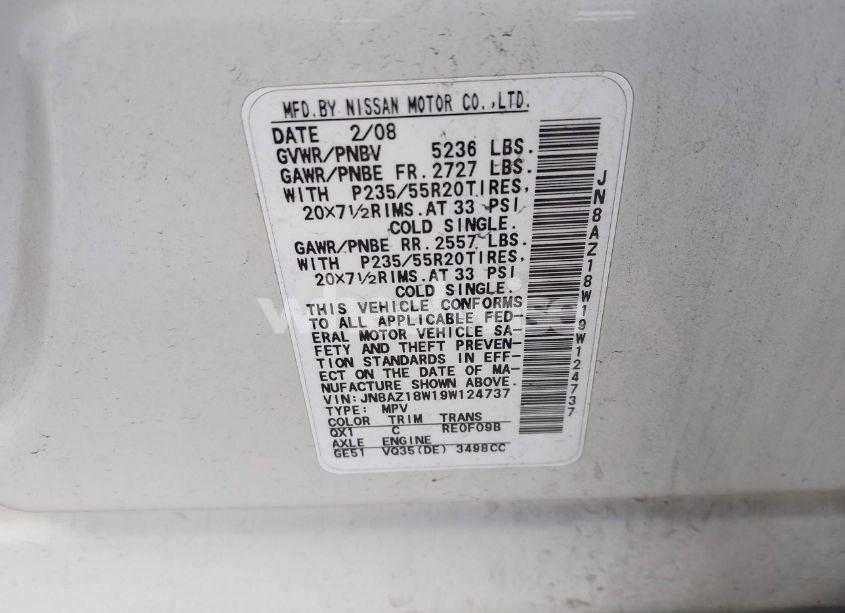 MFD.BY NISSAN MOTOR CO.,LTD.
DATE 2/08
GVWR/PNBV 5236 LBS.
GAWR/PNBE FR.2727 LBS.
WITH P235/55R20TIRES,
20×7½RIMS.AT 33 PSI
COLD SINGLE.
GAWR/PNBE RR.2557 LBS.
WITH P235/55R20TIRES,
20×7½RIMS.AT 33 PSI
COLD SINGLE.
THIS VEHICLE CONFORMS
TO ALL APPLICABLE FED-
ERAL MOTOR VEHICLE SA-
FETY AND THEFT PREVEN-
TION STANDARDS IN EFF-
ECT ON THE DATE OF MA-
NUFACTURE SHOWN ABOVE.
VIN:JN8AZ18W19W124737
TYPE: MPV
COLOR TRIM TRANS
QX1 C RE0F09B
AXLE ENGINE
GE51 VQ35(DE) 3498CC
JN8AZ18W19W124737